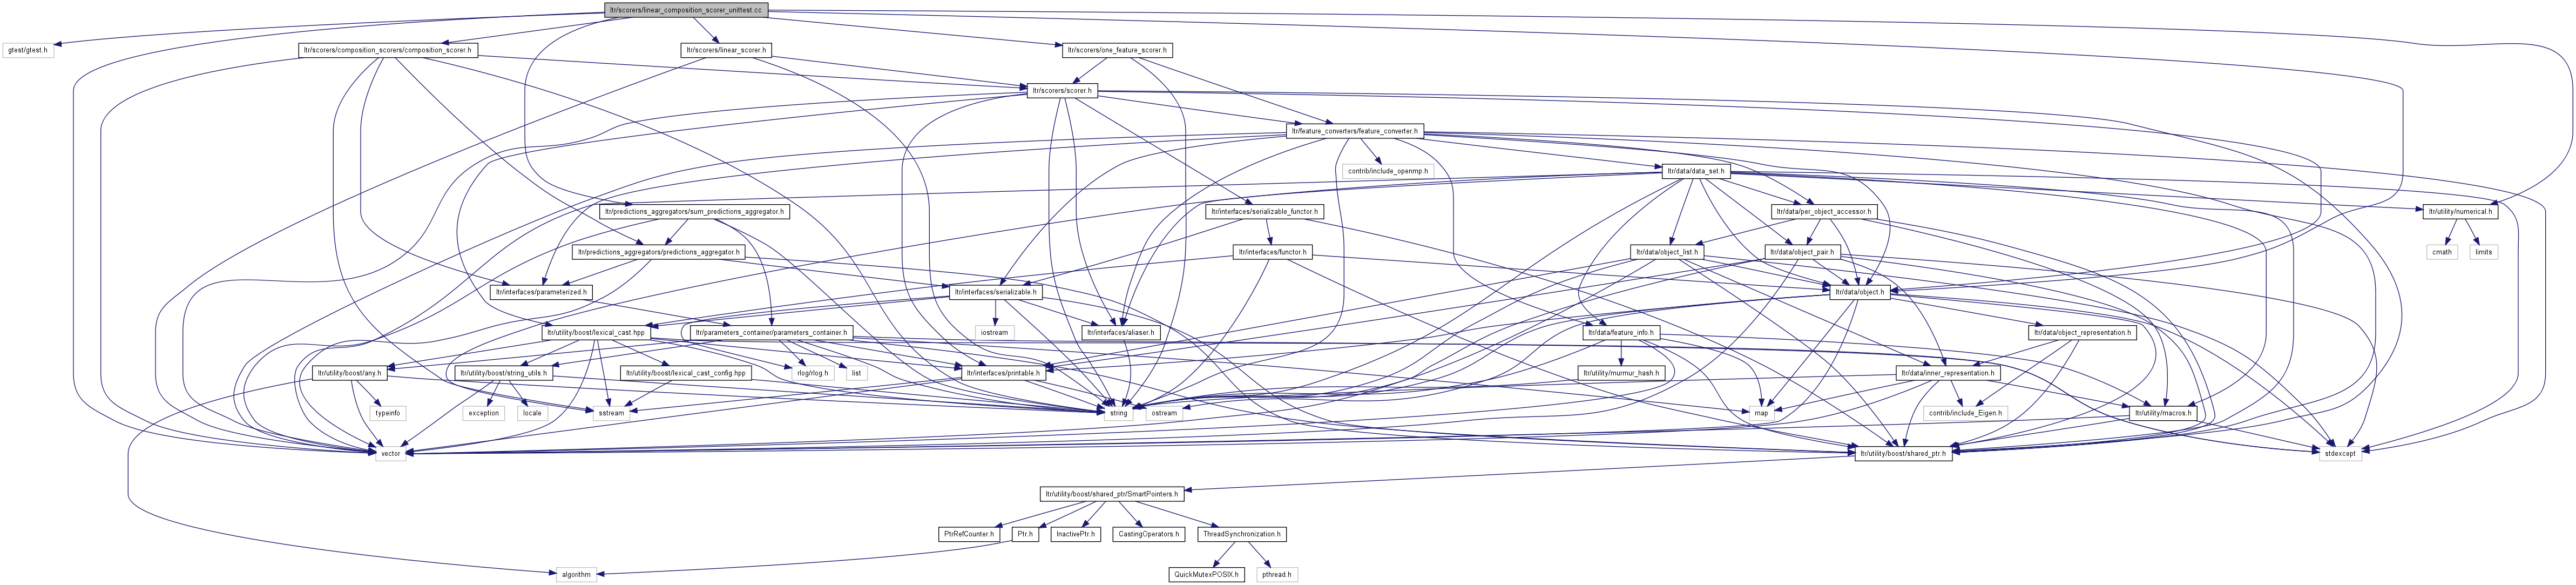 ltr/scorers/linear_composition_scorer_unittest.cc
gtest/gtest.h
ltr/scorers/composition_scorers/composition_scorer.h
ltr/scorers/linear_scorer.h
ltr/scorers/one_feature_scorer.h
ltr/scorers/scorer.h
ltr/feature_converters/feature_converter.h
contrib/include_openmp.h
ltr/data/data_set.h
ltr/predictions_aggregators/sum_predictions_aggregator.h
ltr/interfaces/serializable_functor.h
ltr/data/per_object_accessor.h
ltr/utility/numerical.h
ltr/predictions_aggregators/predictions_aggregator.h
ltr/interfaces/functor.h
ltr/data/object_list.h
ltr/data/object_pair.h
cmath
limits
ltr/interfaces/parameterized.h
ltr/interfaces/serializable.h
ltr/data/object.h
ltr/utility/boost/lexical_cast.hpp
ltr/parameters_container/parameters_container.h
iostream
ltr/interfaces/aliaser.h
ltr/data/feature_info.h
ltr/data/object_representation.h
ltr/utility/boost/any.h
ltr/utility/boost/string_utils.h
ltr/utility/boost/lexical_cast_config.hpp
rlog/rlog.h
list
ltr/interfaces/printable.h
ltr/utility/murmur_hash.h
ltr/data/inner_representation.h
typeinfo
exception
locale
sstream
string
ostream
map
contrib/include_Eigen.h
ltr/utility/macros.h
vector
ltr/utility/boost/shared_ptr.h
stdexcept
ltr/utility/boost/shared_ptr/SmartPointers.h
PtrRefCounter.h
Ptr.h
InactivePtr.h
CastingOperators.h
ThreadSynchronization.h
algorithm
QuickMutexPOSIX.h
pthread.h